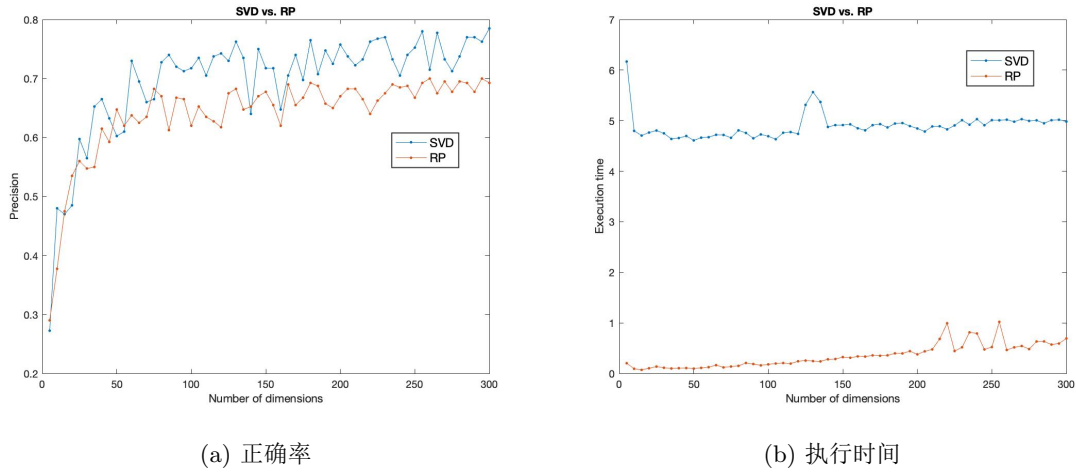 SVD vs. RP
0.8
0.7
0.6
0.5
0.4
0.3
0.2
Precision
SVD
RP
0
50
100
150
200
250
300
Number of dimensions
(a) 正确率
SVD vs. RP
7
6
5
4
3
2
1
0
Execution time
SVD
RP
0
50
100
150
200
250
300
Number of dimensions
(b) 执行时间